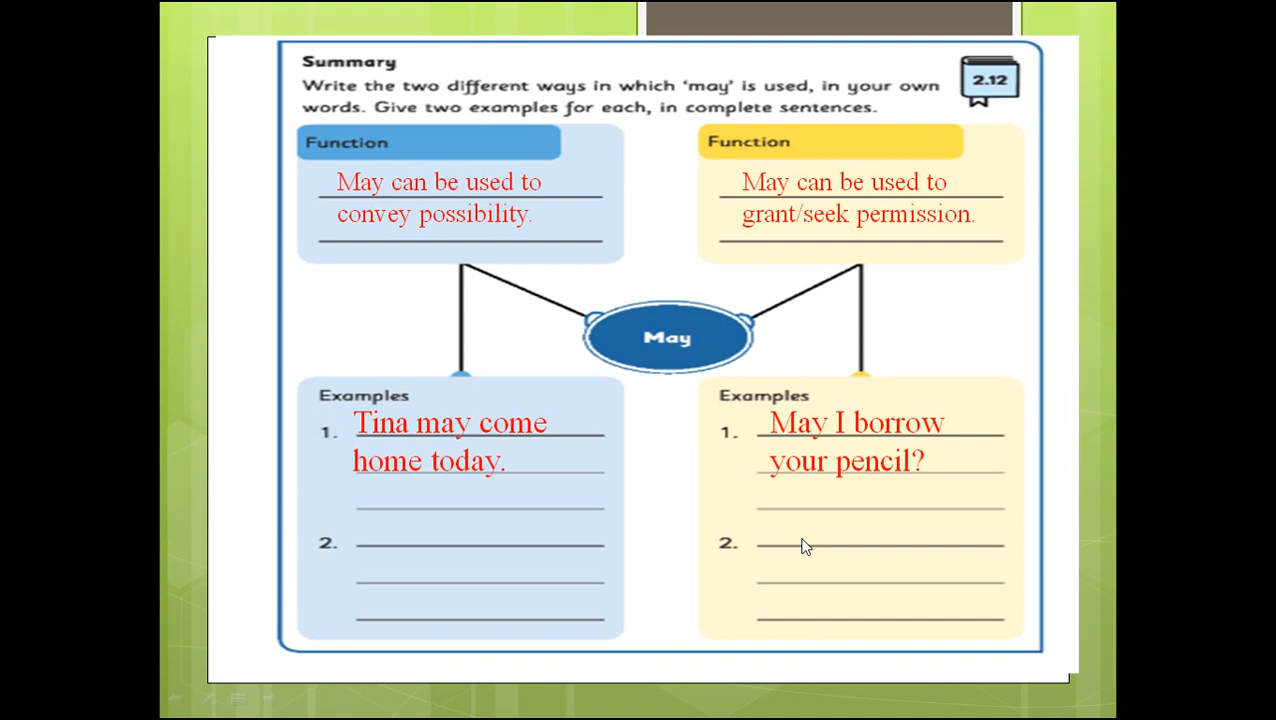 Summary
Write the two different ways in which 'may' is used, in your own
words. Give two examples for each, in complete sentences.
2.12
Function
May can be used to
convey possibility.
Function
May can be used to
grant/seek permission.
May
Examples
1. Tina may come
home today.
2.
Examples
1. May I borrow
your pencil?
2.